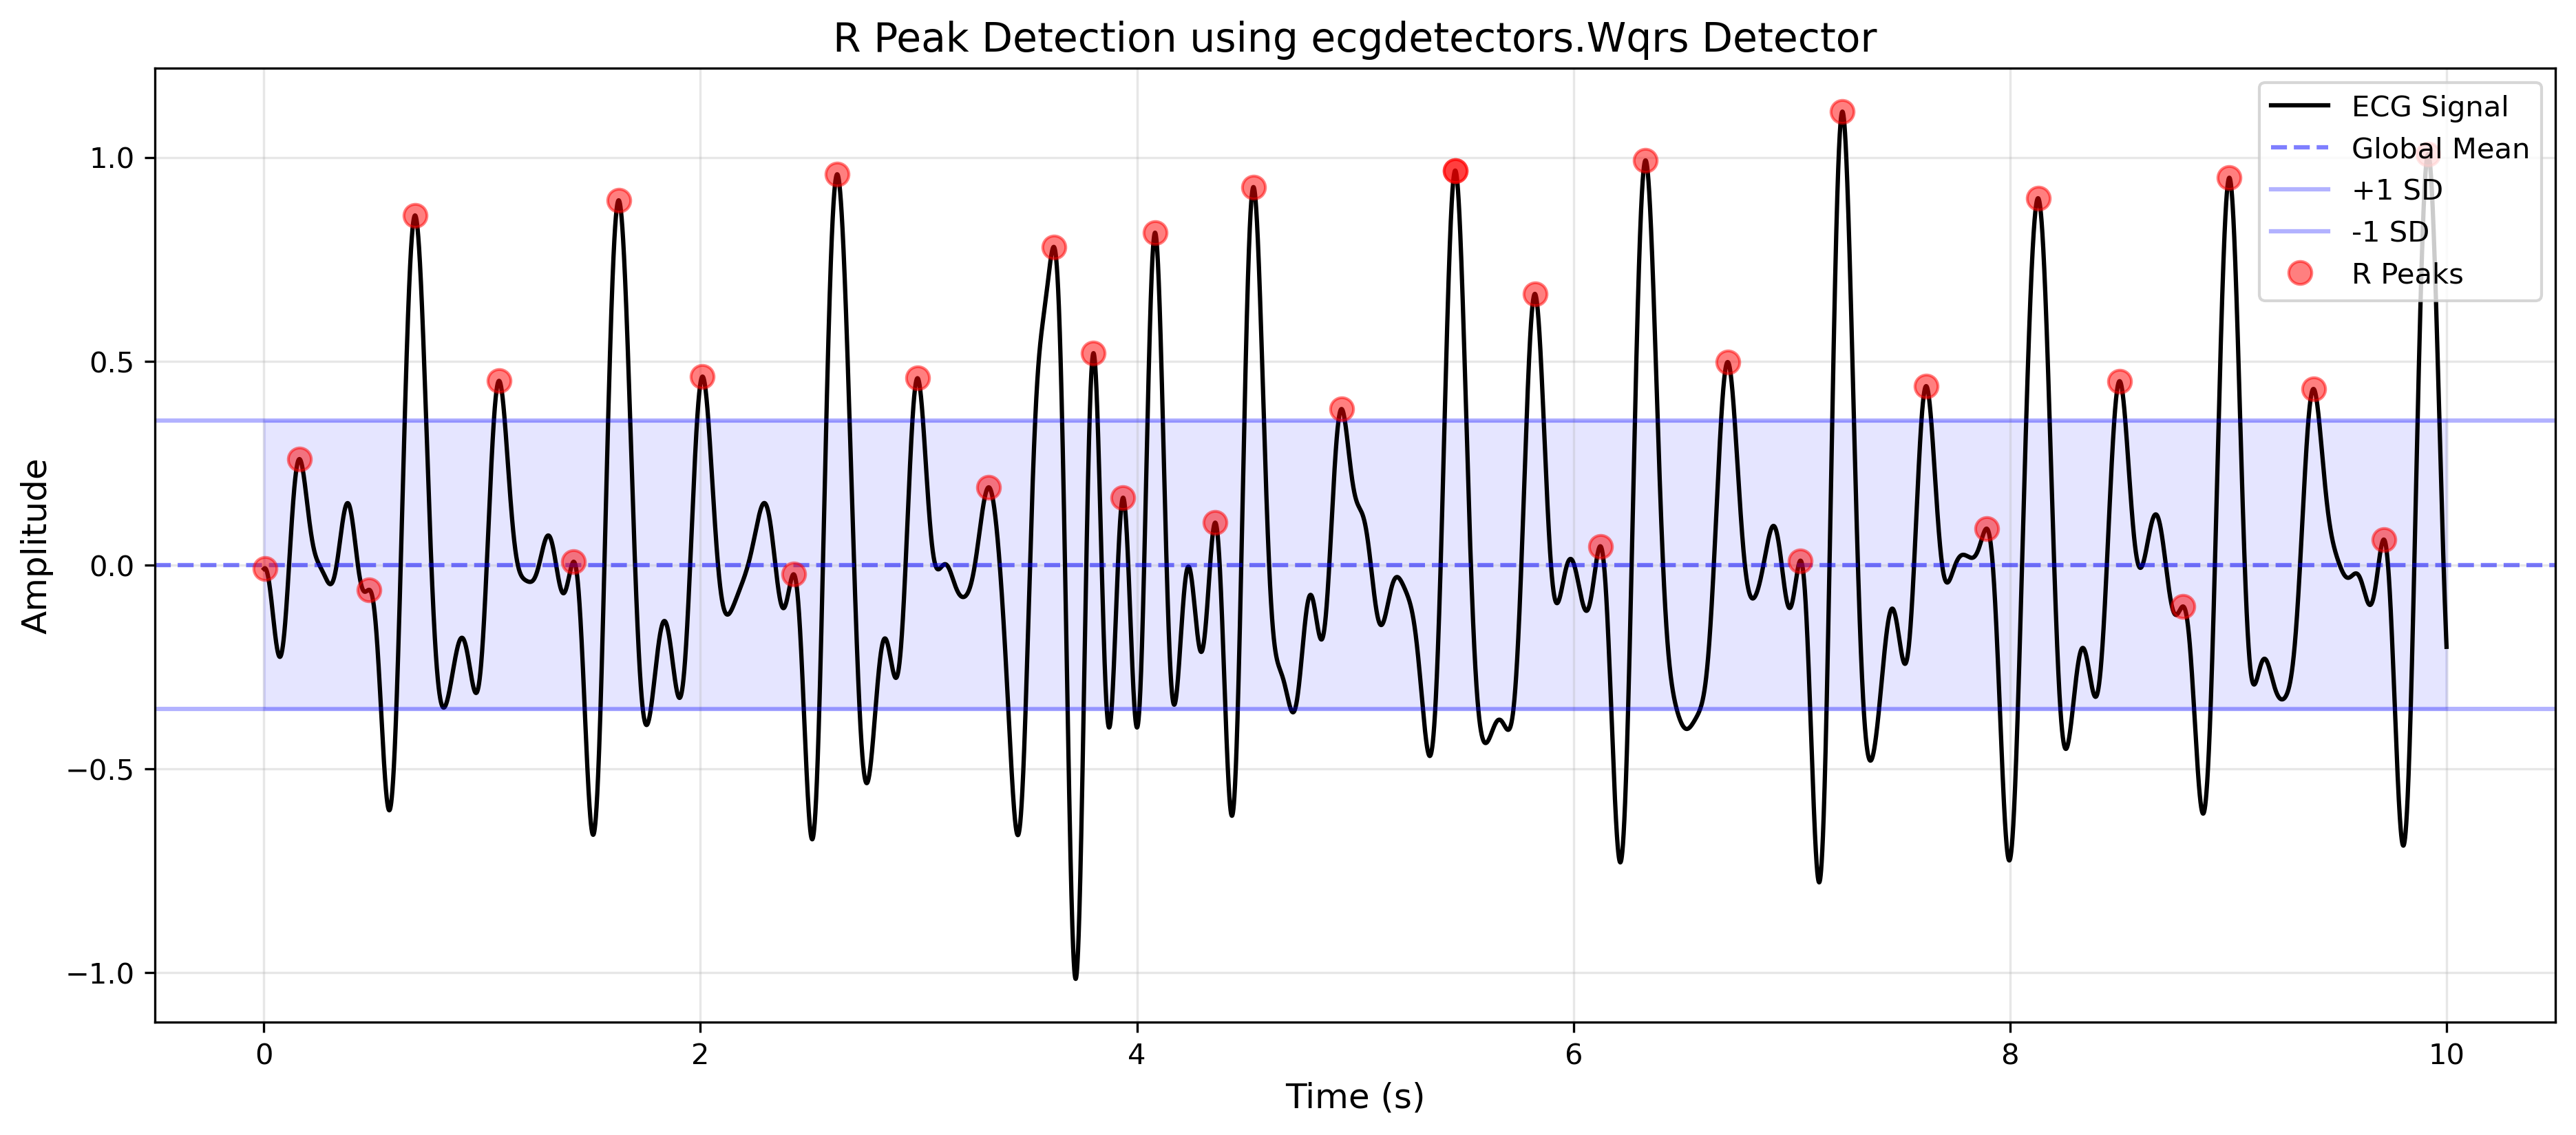 R Peak Detection using ecgdetectors.Wqrs Detector
ECG Signal
Global Mean
+1 SD
-1 SD
R Peaks
Amplitude
1.0
0.5
0.0
−0.5
−1.0
0 2 4 6 8 10
Time (s)